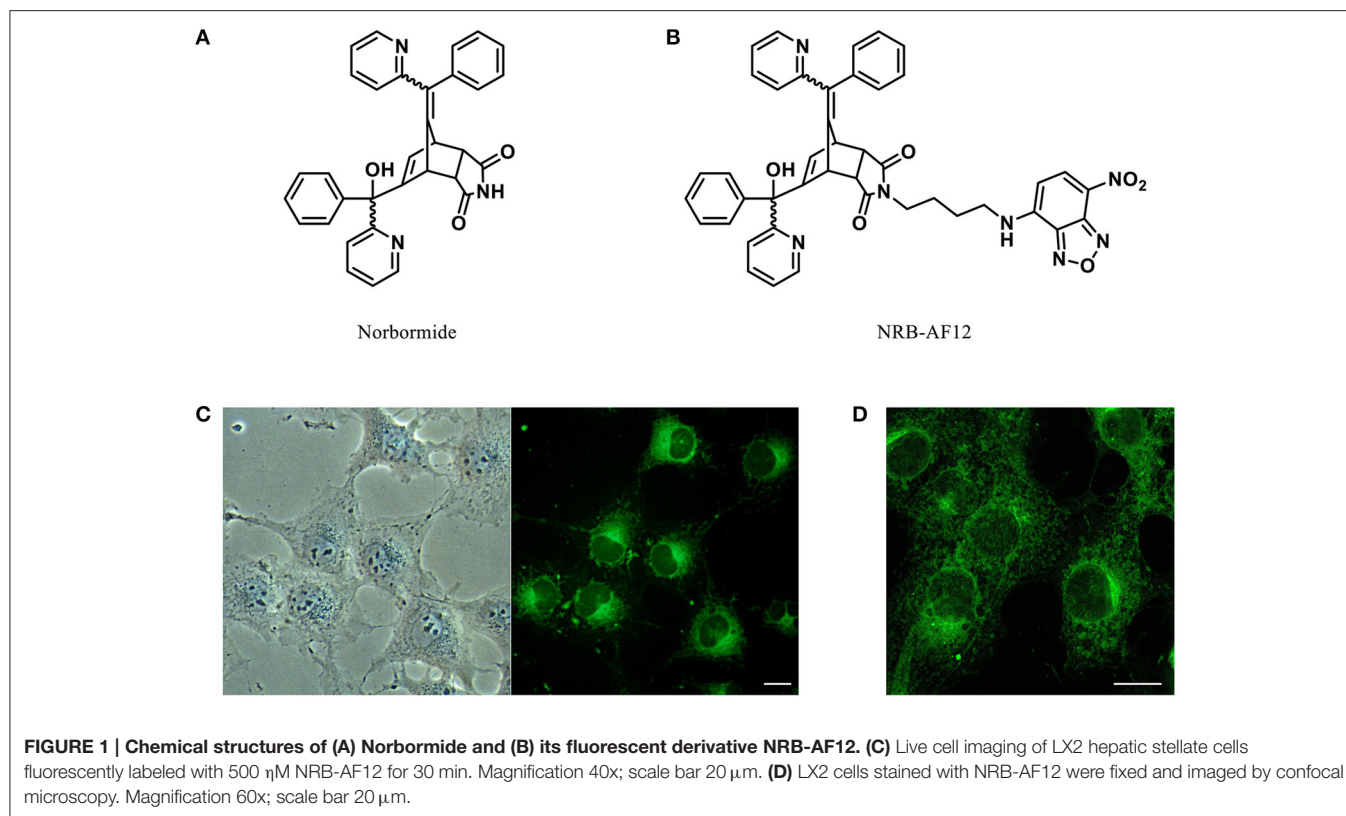 A
B
N
N
OH
O
NH
O
N
OH
O
N
O
N
H
NO2
N
N
O
N
N
Norbormide
NRB-AF12
C
D
FIGURE 1 | Chemical structures of (A) Norbormide and (B) its fluorescent derivative NRB-AF12. (C) Live cell imaging of LX2 hepatic stellate cells
fluorescently labeled with 500 ηM NRB-AF12 for 30 min. Magnification 40x; scale bar 20 μm. (D) LX2 cells stained with NRB-AF12 were fixed and imaged by confocal
microscopy. Magnification 60x; scale bar 20 μm.